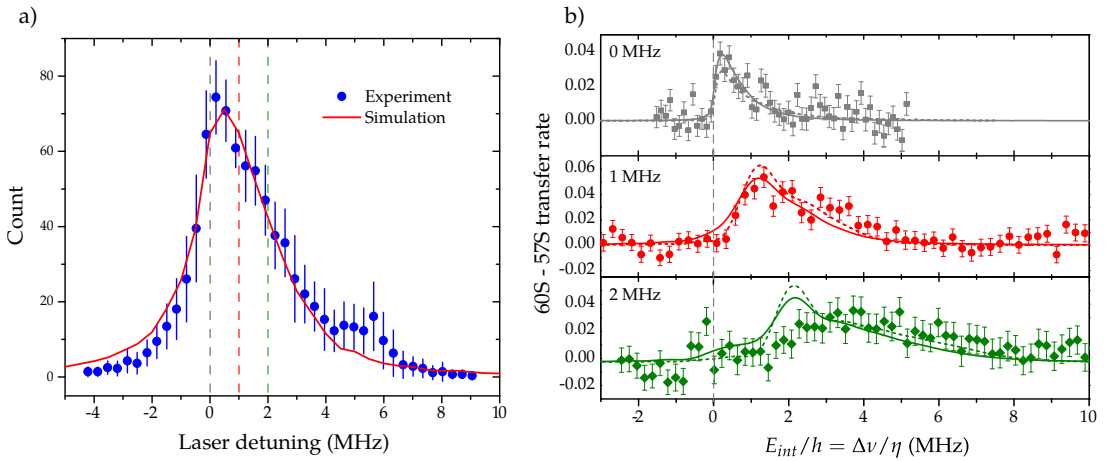 a)
Count
80
60
40
20
0
-4 -2 0 2 4 6 8 10
Laser detuning (MHz)
Experiment
Simulation
b)
60S - 57S transfer rate
0 MHz
0.04
0.02
0.00
1 MHz
0.06
0.04
0.02
0.00
-0.02
2 MHz
0.04
0.02
0.00
-0.02
-2 0 2 4 6 8 10
E_int/h = Δν/η (MHz)